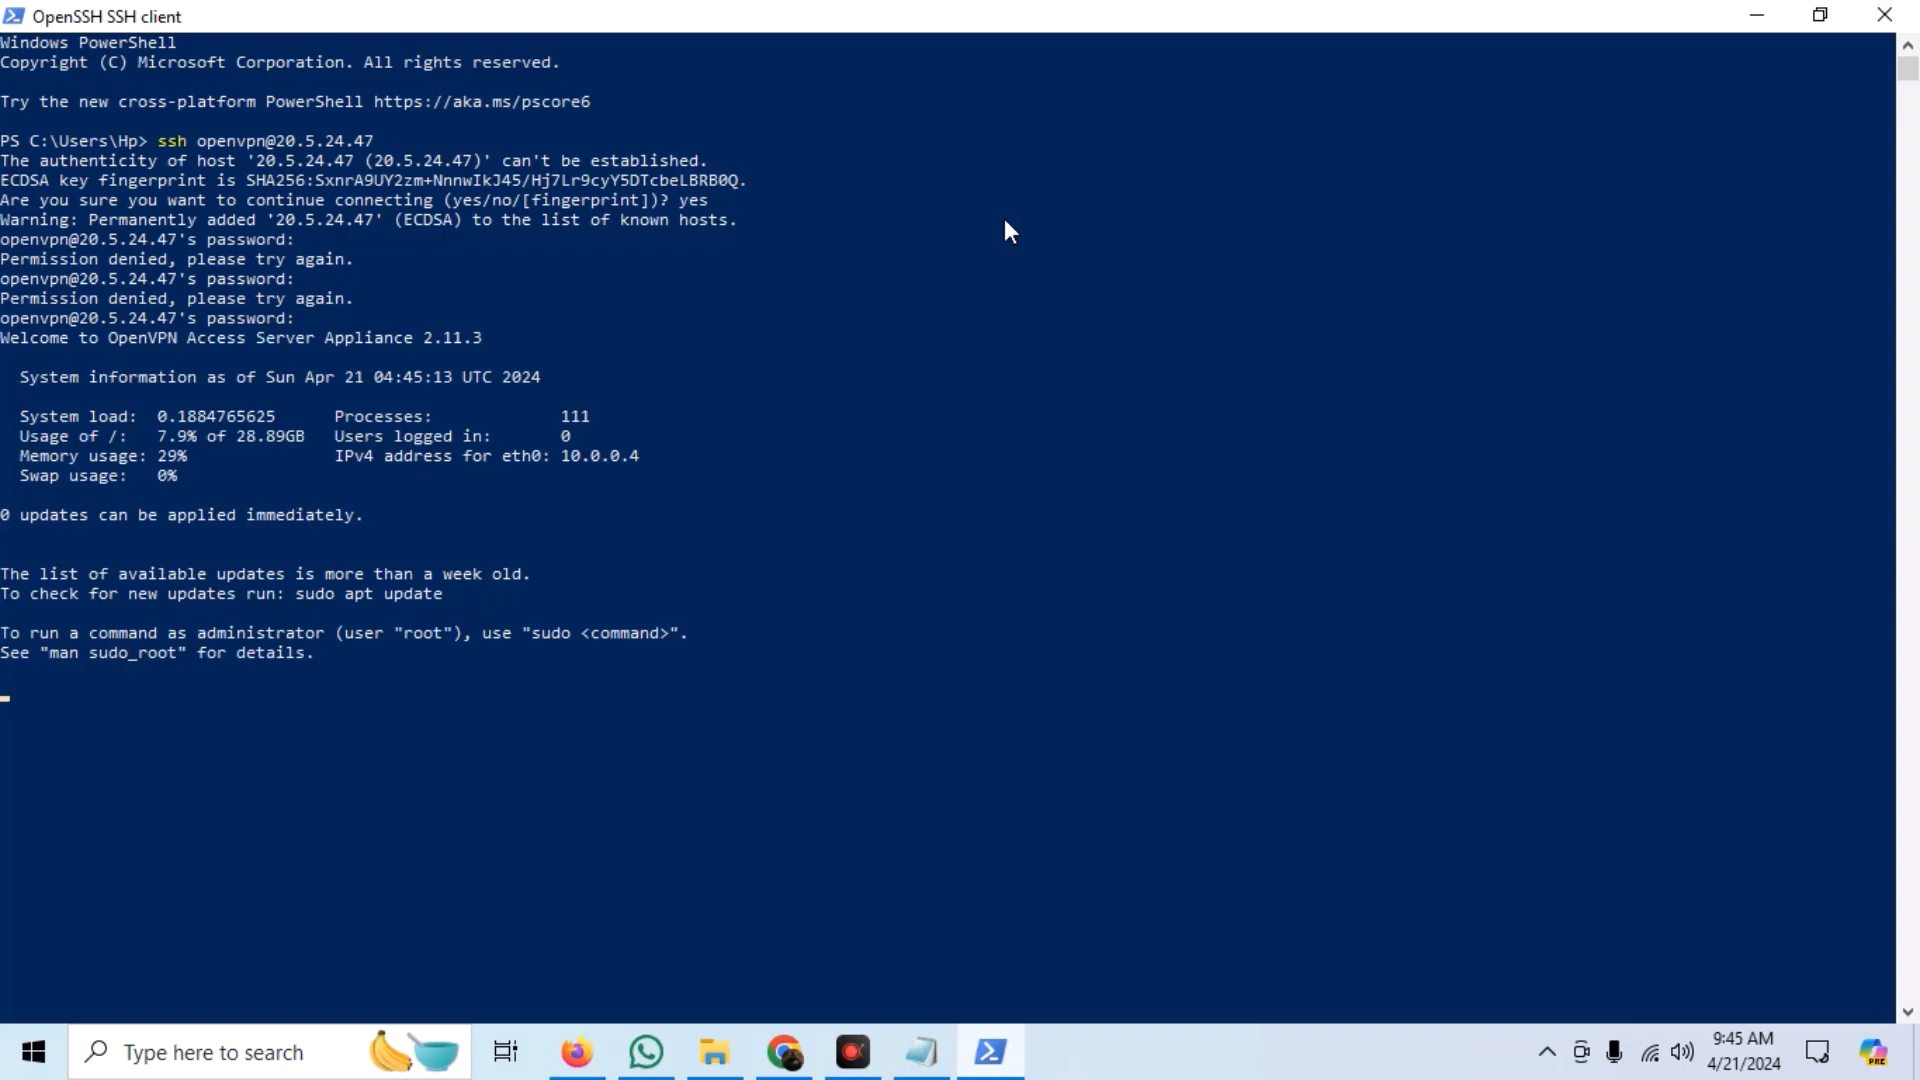 OpenSSH SSH client
Windows PowerShell
Copyright (C) Microsoft Corporation. All rights reserved.
Try the new cross-platform PowerShell https://aka.ms/pscore6
PS C:\Users\Hp> ssh openvpn@20.5.24.47
The authenticity of host '20.5.24.47 (20.5.24.47)' can't be established.
ECDSA key fingerprint is SHA256:SxnrA9UY2zm+NnnwIkJ45/Hj7Lr9cyY5DTcbeLBRB0Q.
Are you sure you want to continue connecting (yes/no/[fingerprint])? yes
Warning: Permanently added '20.5.24.47' (ECDSA) to the list of known hosts.
openvpn@20.5.24.47's password:
Permission denied, please try again.
openvpn@20.5.24.47's password:
Permission denied, please try again.
openvpn@20.5.24.47's password:
Welcome to OpenVPN Access Server Appliance 2.11.3
System information as of Sun Apr 21 04:45:13 UTC 2024
System load: 0.1884765625 Processes: 111
Usage of /: 7.9% of 28.89GB Users logged in: 0
Memory usage: 29% IPv4 address for eth0: 10.0.0.4
Swap usage: 0%
0 updates can be applied immediately.
The list of available updates is more than a week old.
To check for new updates run: sudo apt update
To run a command as administrator (user "root"), use "sudo <command>".
See "man sudo_root" for details.
Type here to search
9:45 AM
4/21/2024
PRE